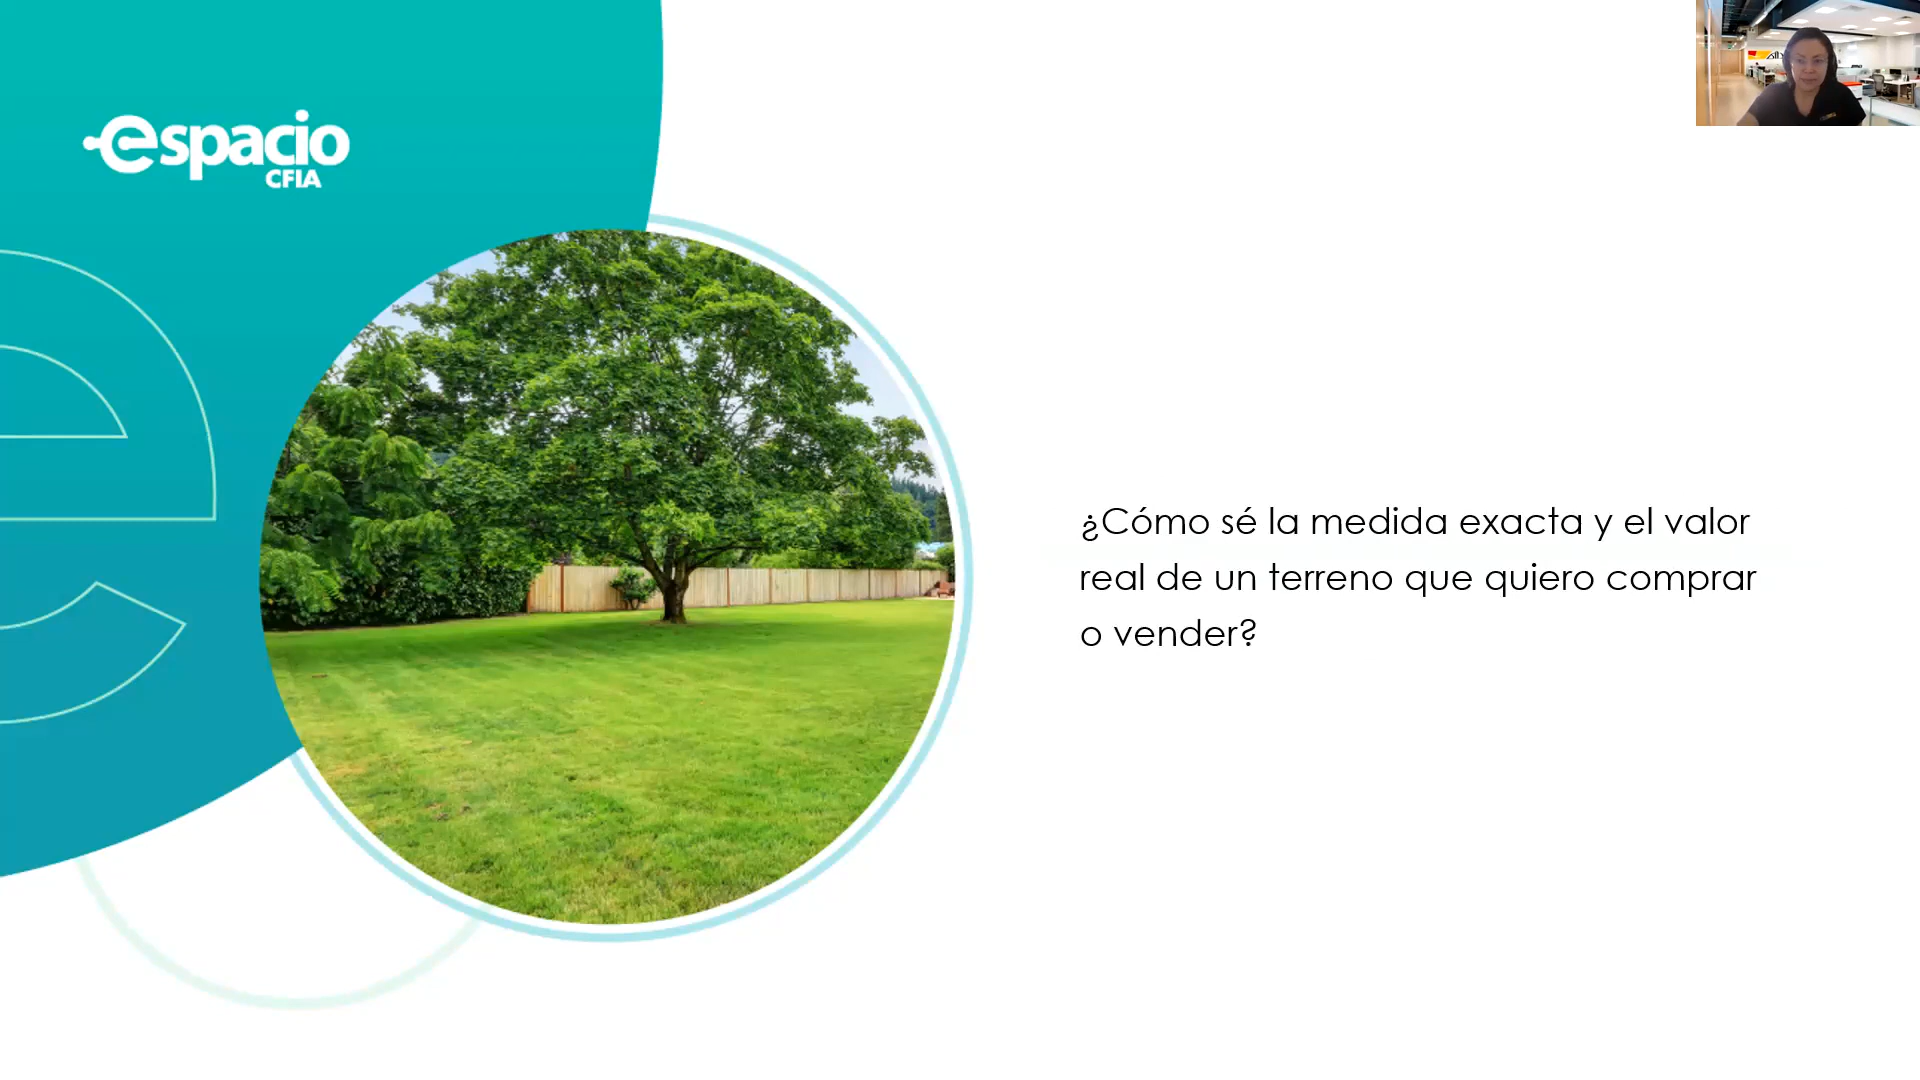 espacio
CFIA
¿Cómo sé la medida exacta y el valor
real de un terreno que quiero comprar
o vender?